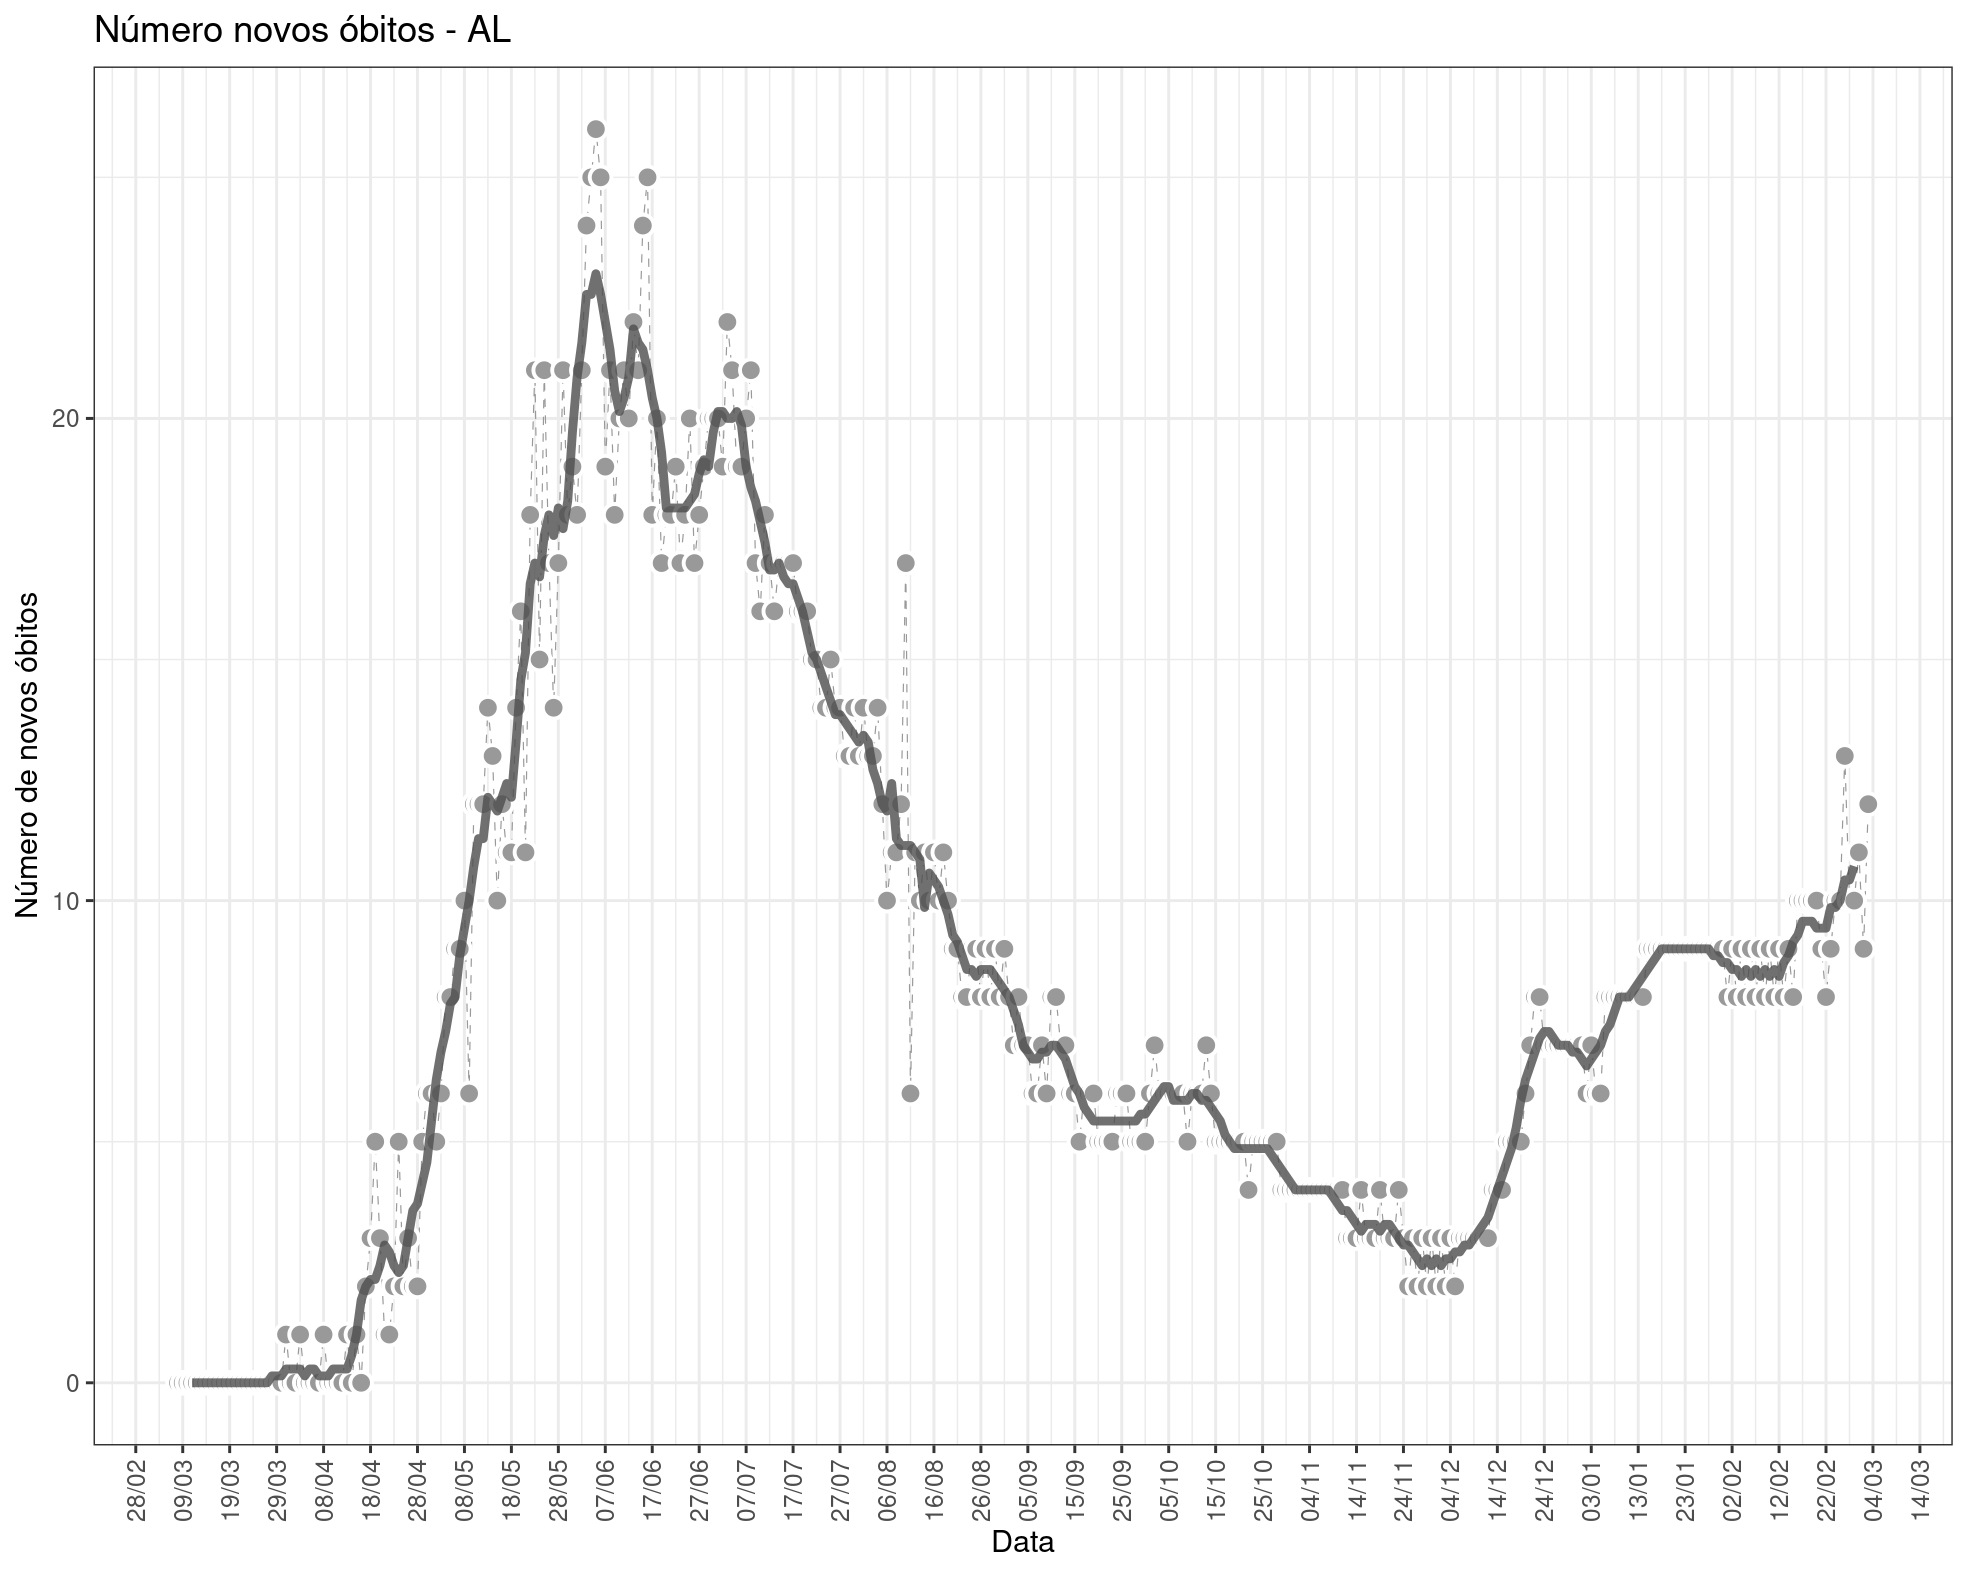 Número novos óbitos - AL
Número de novos óbitos
20
10
0
28/02 09/03 19/03 29/03 08/04 18/04 28/04 08/05 18/05 28/05 07/06 17/06 27/06 07/07 17/07 27/07 06/08 16/08 26/08 05/09 15/09 25/09 05/10 15/10 25/10 04/11 14/11 24/11 04/12 14/12 24/12 03/01 13/01 23/01 02/02 12/02 22/02 04/03 14/03
Data